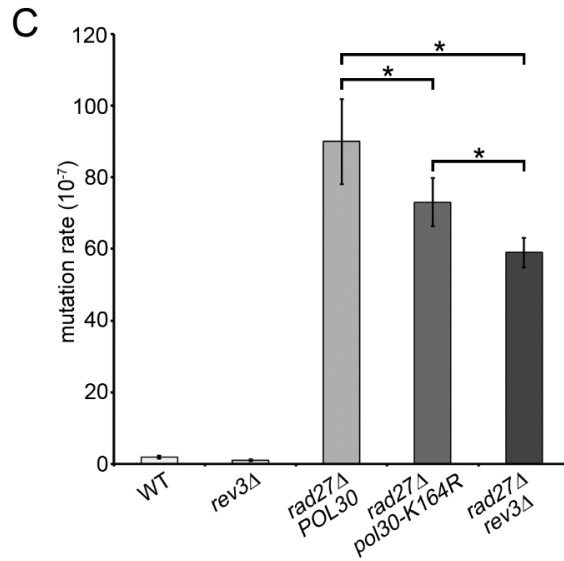 C
120
100
80
60
40
20
0
mutation rate (10⁻⁷)
*
*
*
WT
rev3Δ
rad27Δ
POL30
rad27Δ
pol30-K164R
rad27Δ
rev3Δ